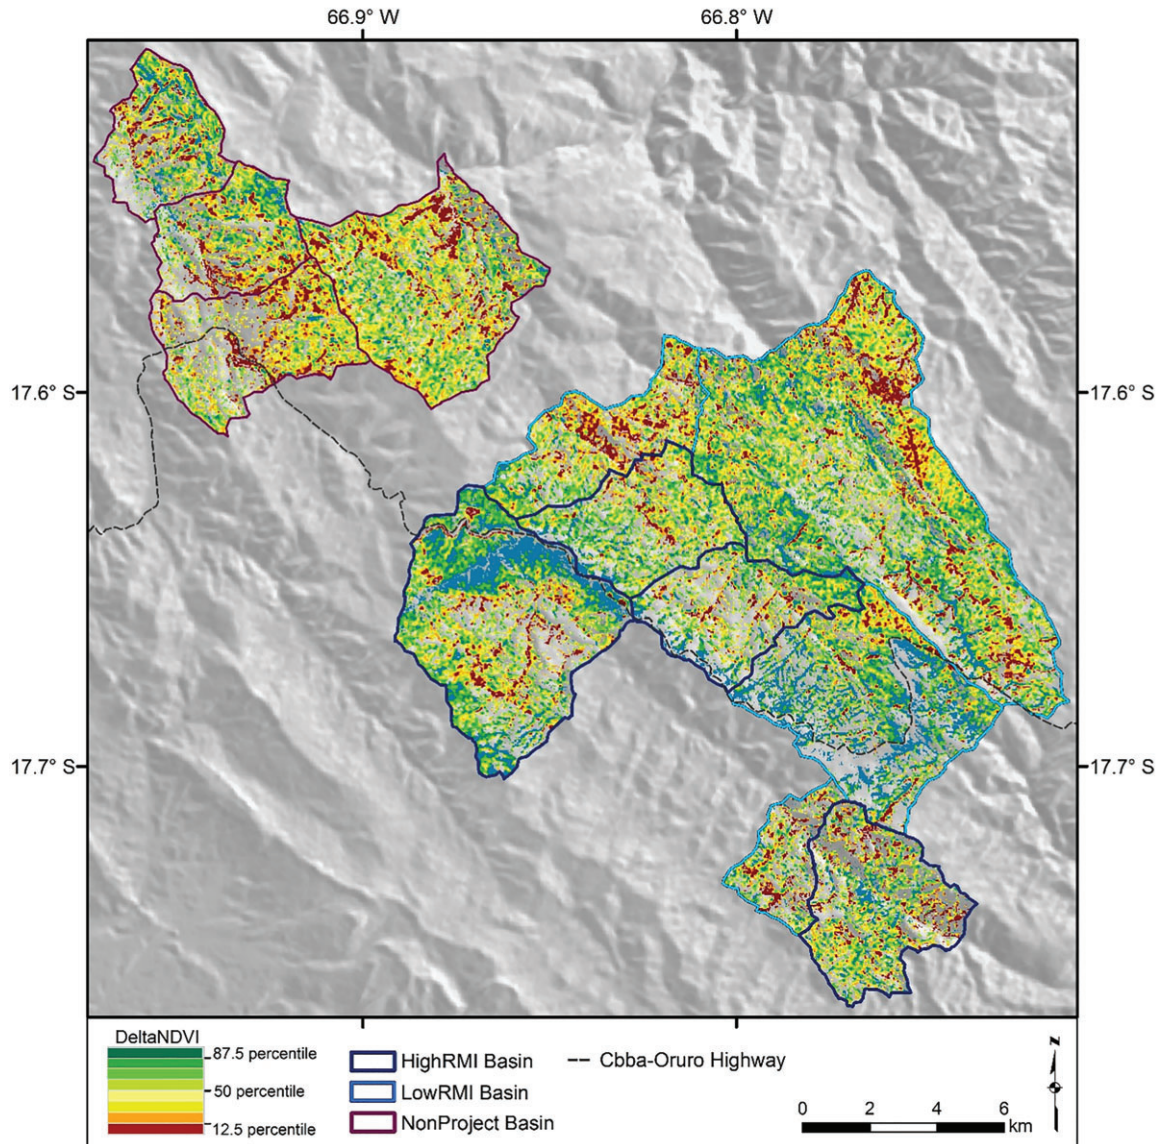 66.9° W 66.8° W
17.6° S 17.6° S
17.7° S 17.7° S
DeltaNDVI
87.5 percentile
50 percentile
12.5 percentile
HighRMI Basin
LowRMI Basin
NonProject Basin
Cbba-Oruro Highway
0 2 4 6
km
N